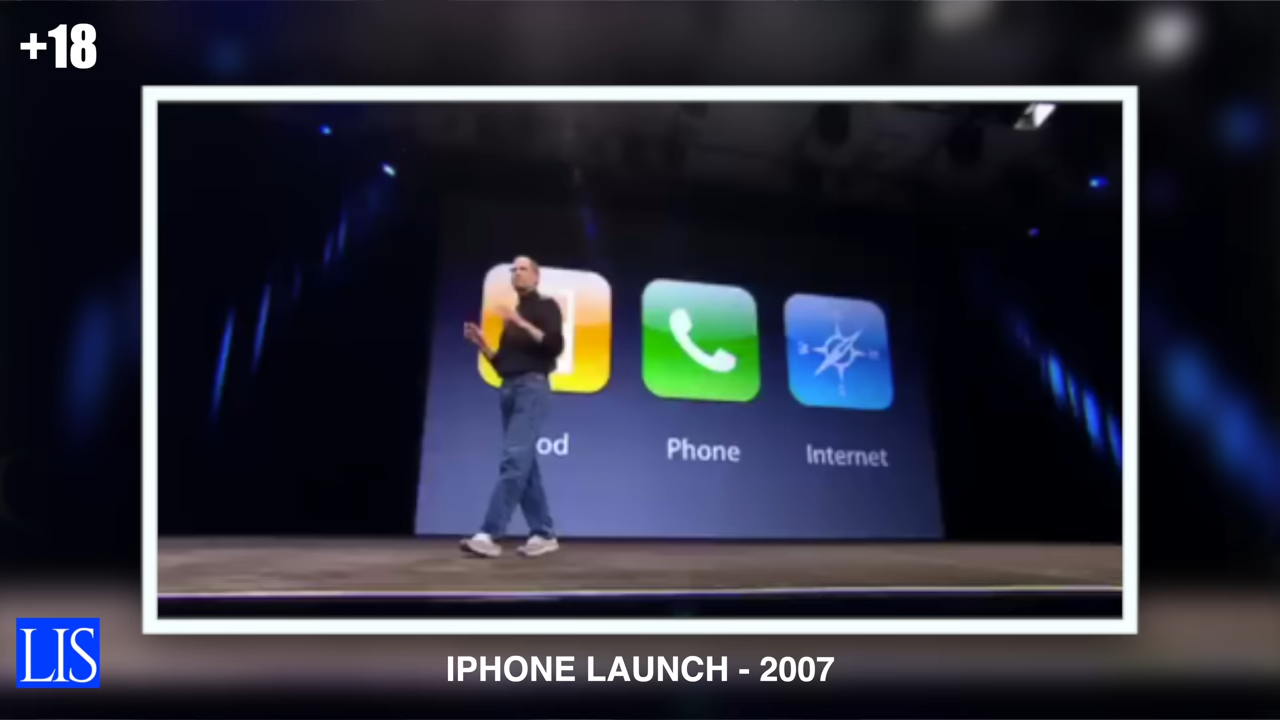 +18
od
Phone
Internet
LIS
IPHONE LAUNCH - 2007